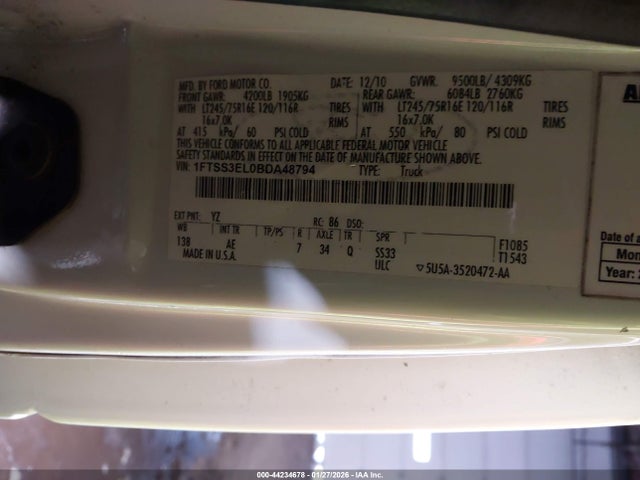 MFD. BY FORD MOTOR CO. DATE: 12/10 GVWR: 9500LB/ 4309KG
FRONT GAWR: 4200LB 1905KG REAR GAWR: 6084LB 2760KG
WITH LT245/75R16E 120/116R TIRES WITH LT245/75R16E 120/116R TIRES
16x7.0K RIMS 16x7.0K RIMS
AT 415 kPa/ 60 PSI COLD AT 550 kPa/ 80 PSI COLD
THIS VEHICLE CONFORMS TO ALL APPLICABLE FEDERAL MOTOR VEHICLE
SAFETY STANDARDS IN EFFECT ON THE DATE OF MANUFACTURE SHOWN ABOVE.
VIN: 1FTSS3EL0BDA48794 TYPE: Truck
EXT PNT: YZ RC: 86 DSO:
WB INT TR TP/PS R AXLE TR SPR F1085
138 AE 7 34 Q SS33 T1543
MADE IN U.S.A. ULC ▽5U5A-3520472-AA
Date of a
Mon
Year: 2
000-44234678 | 01/27/2026 | IAA Inc.